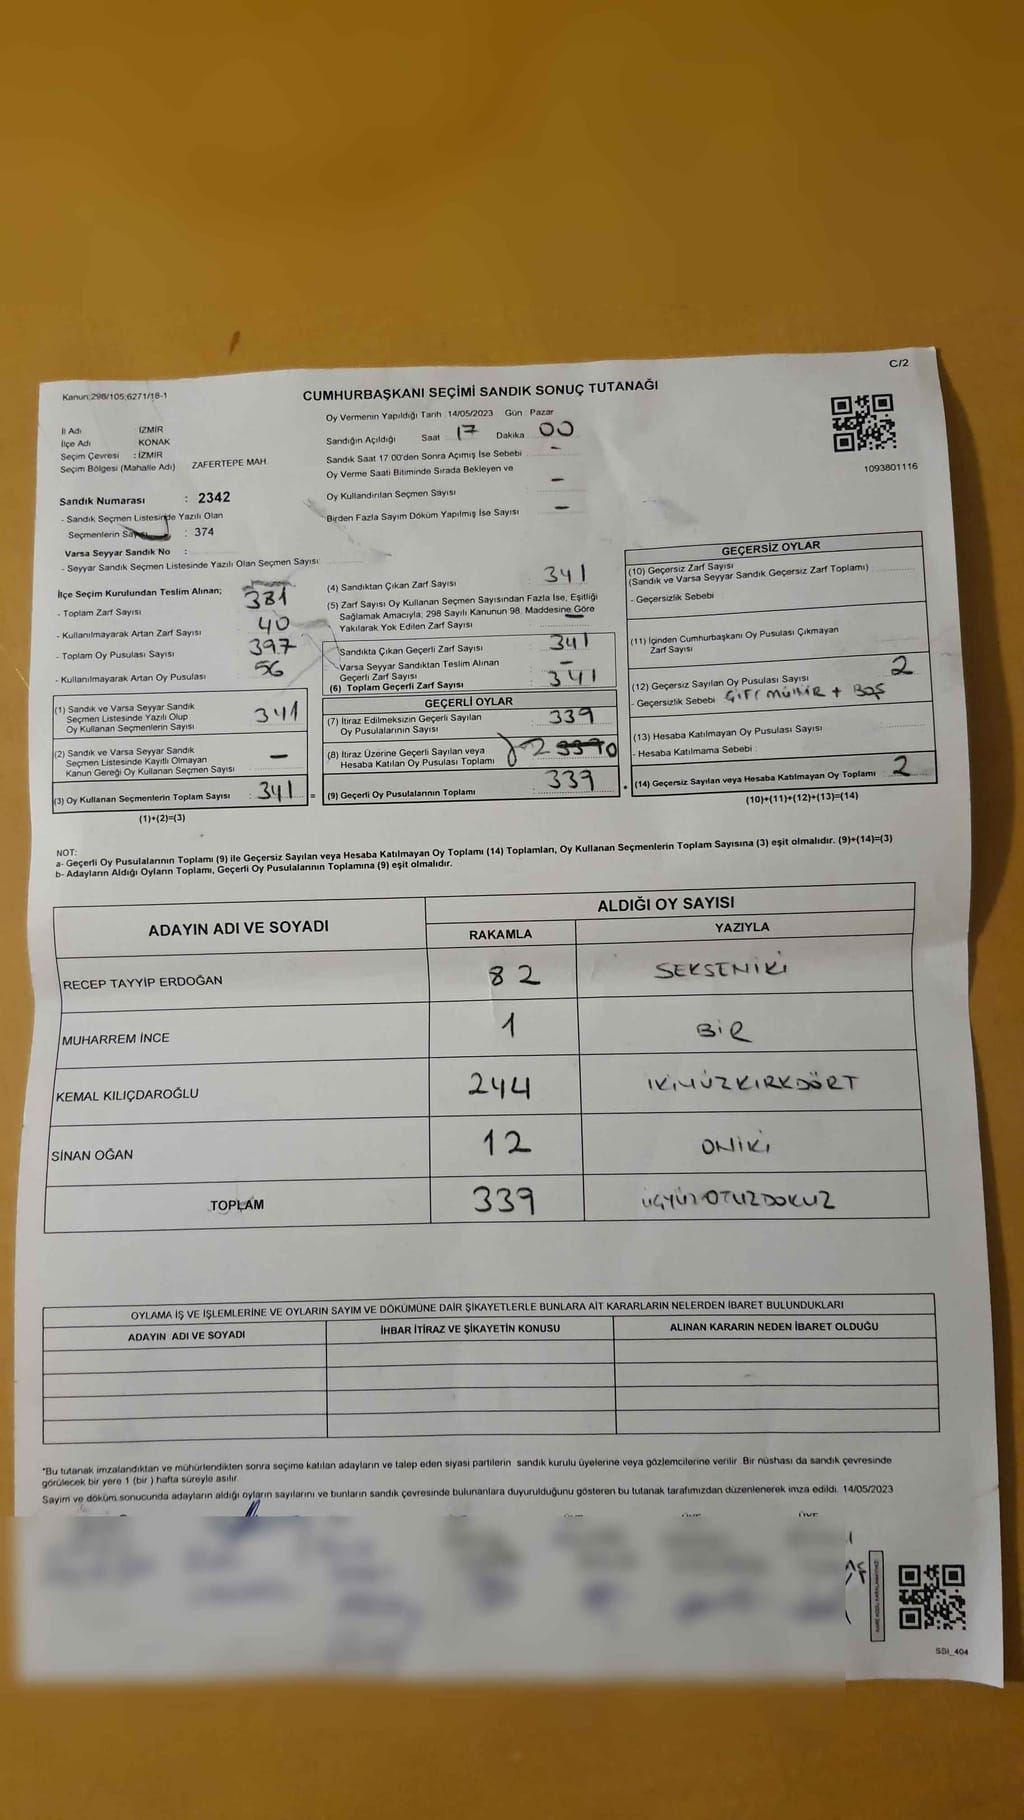 C/2
Kanun;298/105;6271/18-1
CUMHURBAŞKANI SEÇİMİ SANDIK SONUÇ TUTANAĞI
1093801116
İl Adı : İZMİR
İlçe Adı KONAK
Seçim Çevresi : İZMİR
Seçim Bölgesi (Mahalle Adı) ZAFERTEPE MAH.
Sandık Numarası : 2342
- Sandık Seçmen Listesinde Yazılı Olan
Seçmenlerin : 374
Varsa Seyyar Sandık No :
- Seyyar Sandık Seçmen Listesinde Yazılı Olan Seçmen Sayısı:
Oy Vermenin Yapıldığı Tarih : 14/05/2023 Gün : Pazar
Sandığın Açıldığı Saat 17 Dakika 00
Sandık Saat 17:00'den Sonra Açımış İse Sebebi -
Oy Verme Saati Bitiminde Sırada Bekleyen ve
Oy Kullandırılan Seçmen Sayısı -
Birden Fazla Sayım Döküm Yapılmış İse Sayısı -
İlçe Seçim Kurulundan Teslim Alınan;
- Toplam Zarf Sayısı 381
- Kullanılmayarak Artan Zarf Sayısı 40
- Toplam Oy Pusulası Sayısı 397
- Kullanılmayarak Artan Oy Pusulası 56
(1) Sandık ve Varsa Seyyar Sandık
Seçmen Listesinde Yazılı Olup
Oy Kullanan Seçmenlerin Sayısı 341
(2) Sandık ve Varsa Seyyar Sandık
Seçmen Listesinde Kayıtlı Olmayan
Kanun Gereği Oy Kullanan Seçmen Sayısı : -
(3) Oy Kullanan Seçmenlerin Toplam Sayısı : 341 =
(1)+(2)=(3)
(4) Sandıktan Çıkan Zarf Sayısı 341
(5) Zarf Sayısı Oy Kullanan Seçmen Sayısından Fazla İse, Eşitliği
Sağlamak Amacıyla, 298 Sayılı Kanunun 98. Maddesine Göre
Yakılarak Yok Edilen Zarf Sayısı -
Sandıkta Çıkan Geçerli Zarf Sayısı 341
Varsa Seyyar Sandıktan Teslim Alınan
Geçerli Zarf Sayısı -
(6) Toplam Geçerli Zarf Sayısı 341
GEÇERLİ OYLAR
(7) İtiraz Edilmeksizin Geçerli Sayılan
Oy Pusulalarının Sayısı 339
(8) İtiraz Üzerine Geçerli Sayılan veya
Hesaba Katılan Oy Pusulası Toplamı
(9) Geçerli Oy Pusulalarının Toplamı : 339
GEÇERSİZ OYLAR
(10) Geçersiz Zarf Sayısı
(Sandık ve Varsa Seyyar Sandık Geçersiz Zarf Toplamı)
- Geçersizlik Sebebi
(11) İçinden Cumhurbaşkanı Oy Pusulası Çıkmayan
Zarf Sayısı
(12) Geçersiz Sayılan Oy Pusulası Sayısı 2
- Geçersizlik Sebebi ÇİFT MÜHÜR + BOŞ
(13) Hesaba Katılmayan Oy Pusulası Sayısı
- Hesaba Katılmama Sebebi :
(14) Geçersiz Sayılan veya Hesaba Katılmayan Oy Toplamı : 2
(10)+(11)+(12)+(13)=(14)
NOT:
a- Geçerli Oy Pusulalarının Toplamı (9) ile Geçersiz Sayılan veya Hesaba Katılmayan Oy Toplamı (14) Toplamları, Oy Kullanan Seçmenlerin Toplam Sayısına (3) eşit olmalıdır. (9)+(14)=(3)
b- Adayların Aldığı Oyların Toplamı, Geçerli Oy Pusulalarının Toplamına (9) eşit olmalıdır.
ADAYIN ADI VE SOYADI ALDIĞI OY SAYISI
RAKAMLA YAZIYLA
RECEP TAYYİP ERDOĞAN 82 SEKSENİKİ
MUHARREM İNCE 1 BİR
KEMAL KILIÇDAROĞLU 244 İKİYÜZKIRKDÖRT
SİNAN OĞAN 12 ONİKİ
TOPLAM 339 ÜÇYÜZOTUZDOKUZ
OYLAMA İŞ VE İŞLEMLERİNE VE OYLARIN SAYIM VE DÖKÜMÜNE DAİR ŞİKAYETLERLE BUNLARA AİT KARARLARIN NELERDEN İBARET BULUNDUKLARI
ADAYIN ADI VE SOYADI İHBAR İTİRAZ VE ŞİKAYETİN KONUSU ALINAN KARARIN NEDEN İBARET OLDUĞU
*Bu tutanak imzalandıktan ve mühürlendikten sonra seçime katılan adayların ve talep eden siyasi partilerin sandık kurulu üyelerine veya gözlemcilerine verilir. Bir nüshası da sandık çevresinde
görülecek bir yere 1 (bir ) hafta süreyle asılır.
Sayım ve döküm sonucunda adayların aldığı oyların sayılarını ve bunların sandık çevresinde bulunanlara duyurulduğunu gösteren bu tutanak tarafımızdan düzenlenerek imza edildi. 14/05/2023
SSI_404